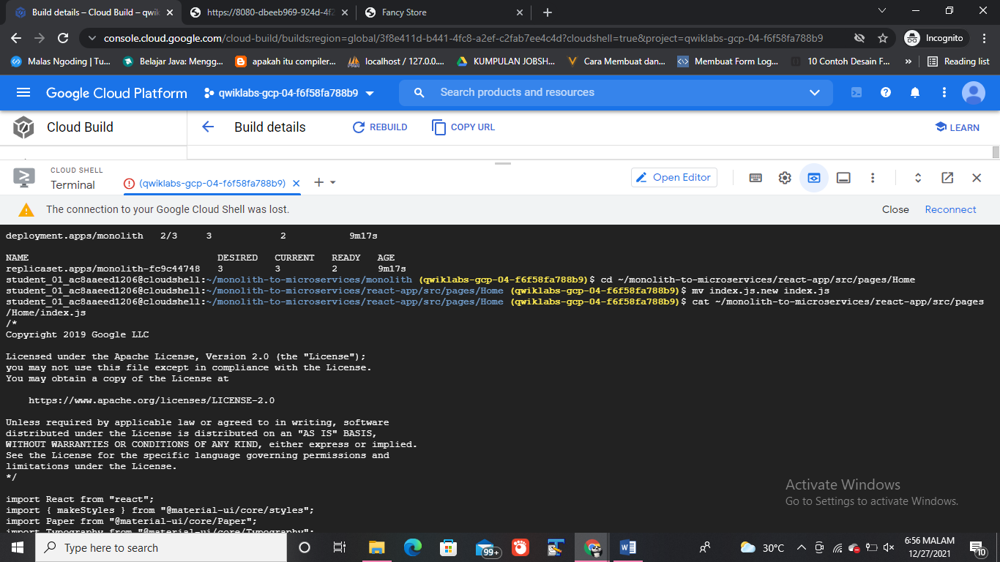 Build details – Cloud Build – qwik
https://8080-dbeeb969-924d-4f2
Fancy Store
console.cloud.google.com/cloud-build/builds;region=global/3f8e411d-b441-4fc8-a2ef-c2fab7ee4c4d?cloudshell=true&project=qwiklabs-gcp-04-f6f58fa788b9
Incognito
Malas Ngoding | Tu...
Belajar Java: Mengg...
apakah itu compiler...
localhost / 127.0.0....
KUMPULAN JOBSH...
Cara Membuat dan...
Membuat Form Log...
10 Contoh Desain F...
»
Reading list
Google Cloud Platform
qwiklabs-gcp-04-f6f58fa788b9
Search products and resources
Cloud Build
Build details
REBUILD
COPY URL
LEARN
CLOUD SHELL
Terminal
(qwiklabs-gcp-04-f6f58fa788b9)
Open Editor
The connection to your Google Cloud Shell was lost.
Close
Reconnect
deployment.apps/monolith 2/3 3 2 9m17s
NAME DESIRED CURRENT READY AGE
replicaset.apps/monolith-fc9c44748 3 3 2 9m17s
student_01_ac8aaeed1206@cloudshell:~/monolith-to-microservices/monolith (qwiklabs-gcp-04-f6f58fa788b9)$ cd ~/monolith-to-microservices/react-app/src/pages/Home
student_01_ac8aaeed1206@cloudshell:~/monolith-to-microservices/react-app/src/pages/Home (qwiklabs-gcp-04-f6f58fa788b9)$ mv index.js.new index.js
student_01_ac8aaeed1206@cloudshell:~/monolith-to-microservices/react-app/src/pages/Home (qwiklabs-gcp-04-f6f58fa788b9)$ cat ~/monolith-to-microservices/react-app/src/pages
/Home/index.js
/*
Copyright 2019 Google LLC
Licensed under the Apache License, Version 2.0 (the "License");
you may not use this file except in compliance with the License.
You may obtain a copy of the License at
https://www.apache.org/licenses/LICENSE-2.0
Unless required by applicable law or agreed to in writing, software
distributed under the License is distributed on an "AS IS" BASIS,
WITHOUT WARRANTIES OR CONDITIONS OF ANY KIND, either express or implied.
See the License for the specific language governing permissions and
limitations under the License.
*/
import React from "react";
import { makeStyles } from "@material-ui/core/styles";
import Paper from "@material-ui/core/Paper";
import Typography from "@material-ui/core/Typography";
Activate Windows
Go to Settings to activate Windows.
Type here to search
99+
30°C
6:56 MALAM
12/27/2021
10